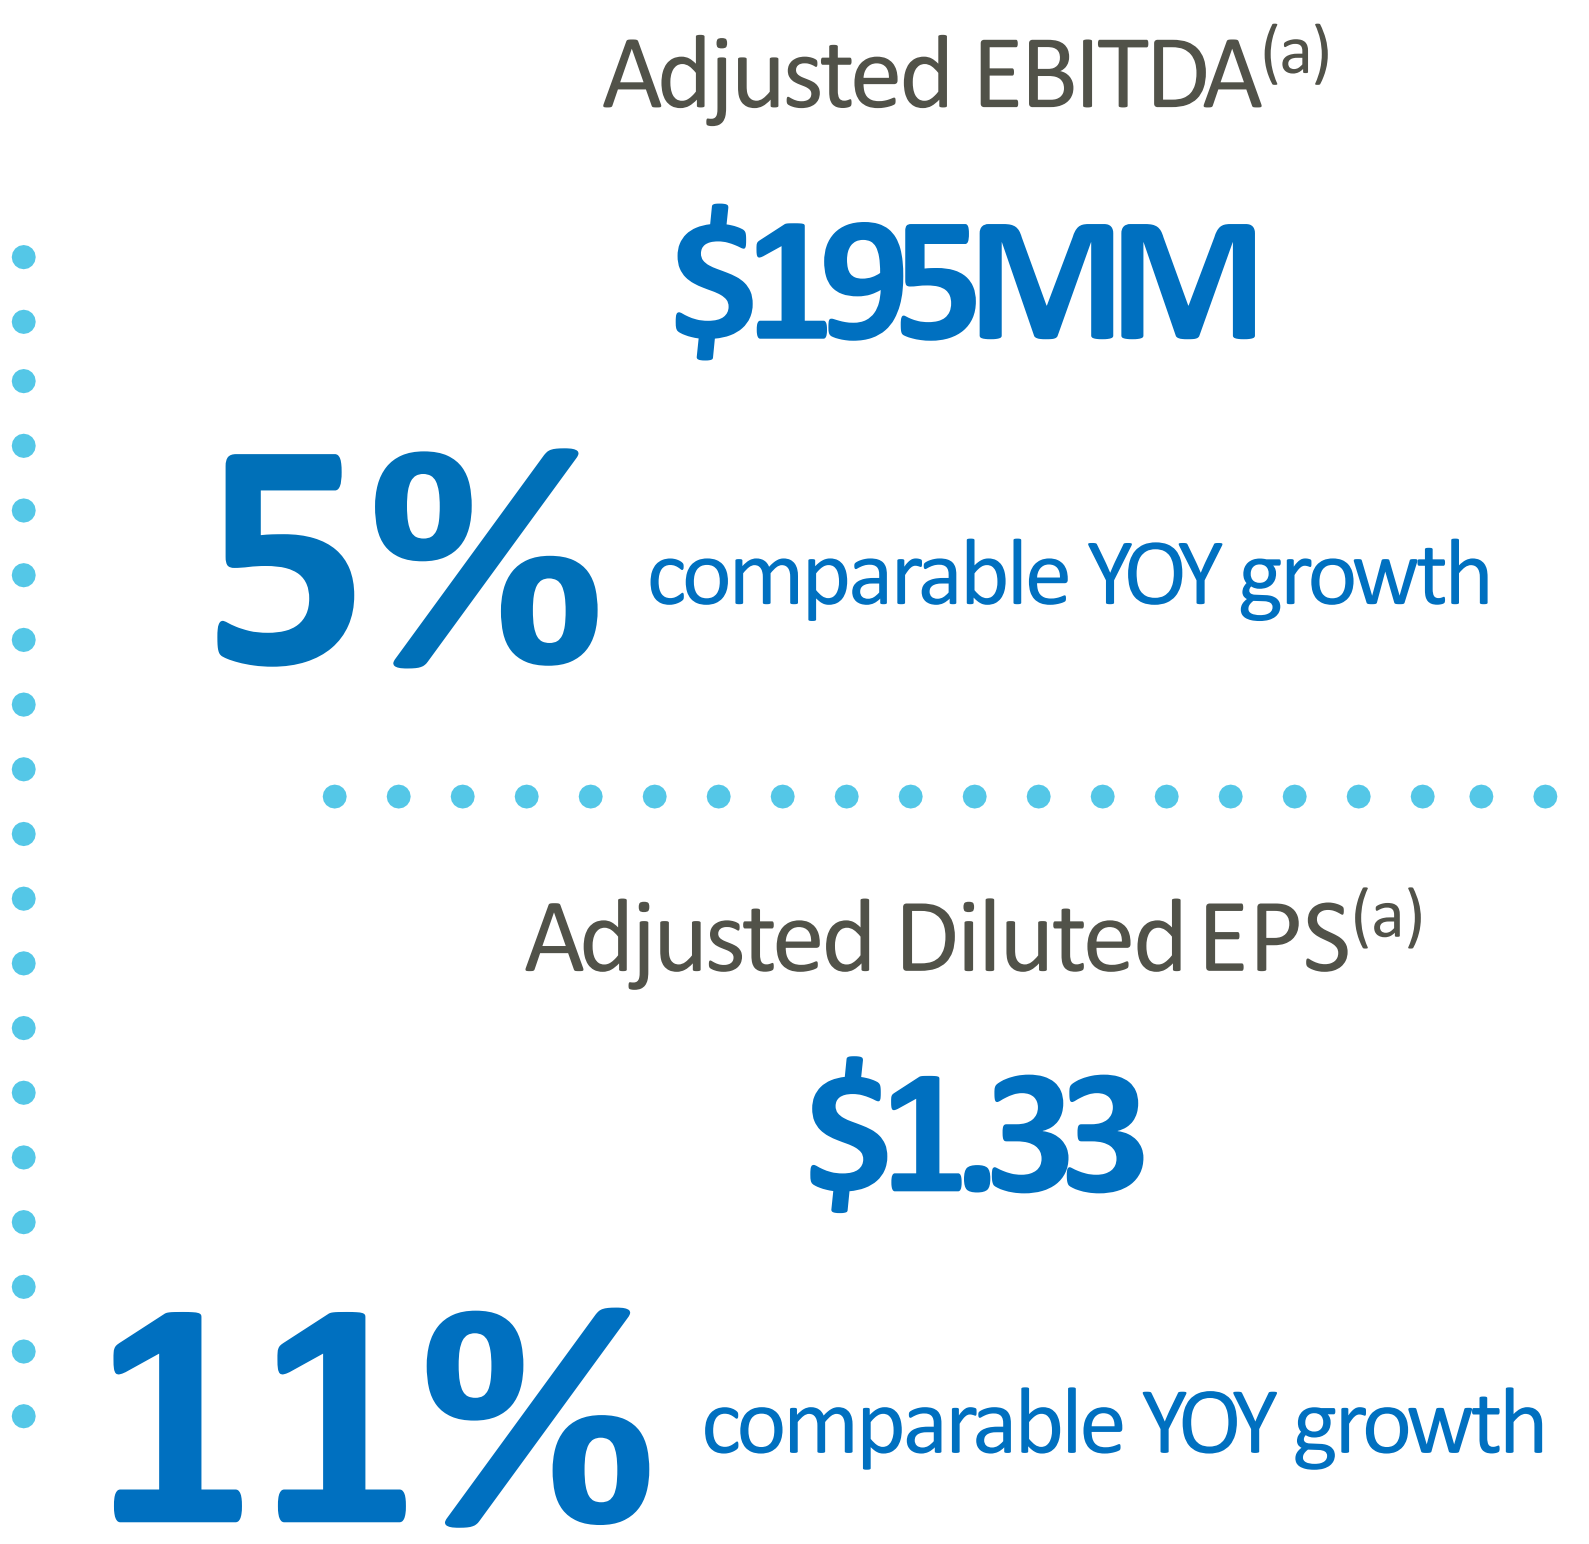 Adjusted EBITDA(a)
$195MM
5% comparable YOY growth
Adjusted Diluted EPS(a)
$1.33
11% comparable YOY growth